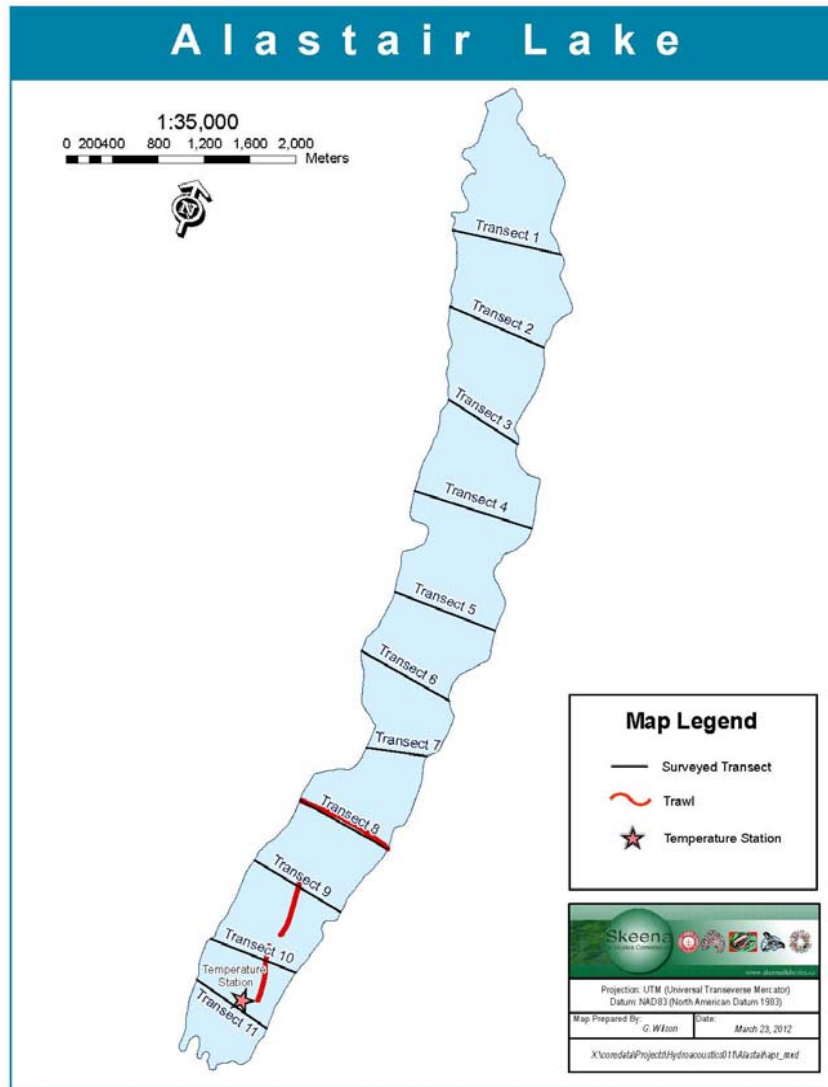 Alastair Lake
1:35,000
0 200400 800 1,200 1,600 2,000
Meters
N
Transect 1
Transect 2
Transect 3
Transect 4
Transect 5
Transect 6
Transect 7
Transect 8
Transect 9
Transect 10
Temperature
Station
Transect 11
Map Legend
Surveyed Transect
Trawl
Temperature Station
Skeena
Projection: UTM (Universal Transeverse Mercator)
Datum: NAD83 (North American Datum 1983)
Map Prepared By:
G. Wilson
Date:
March 23, 2012